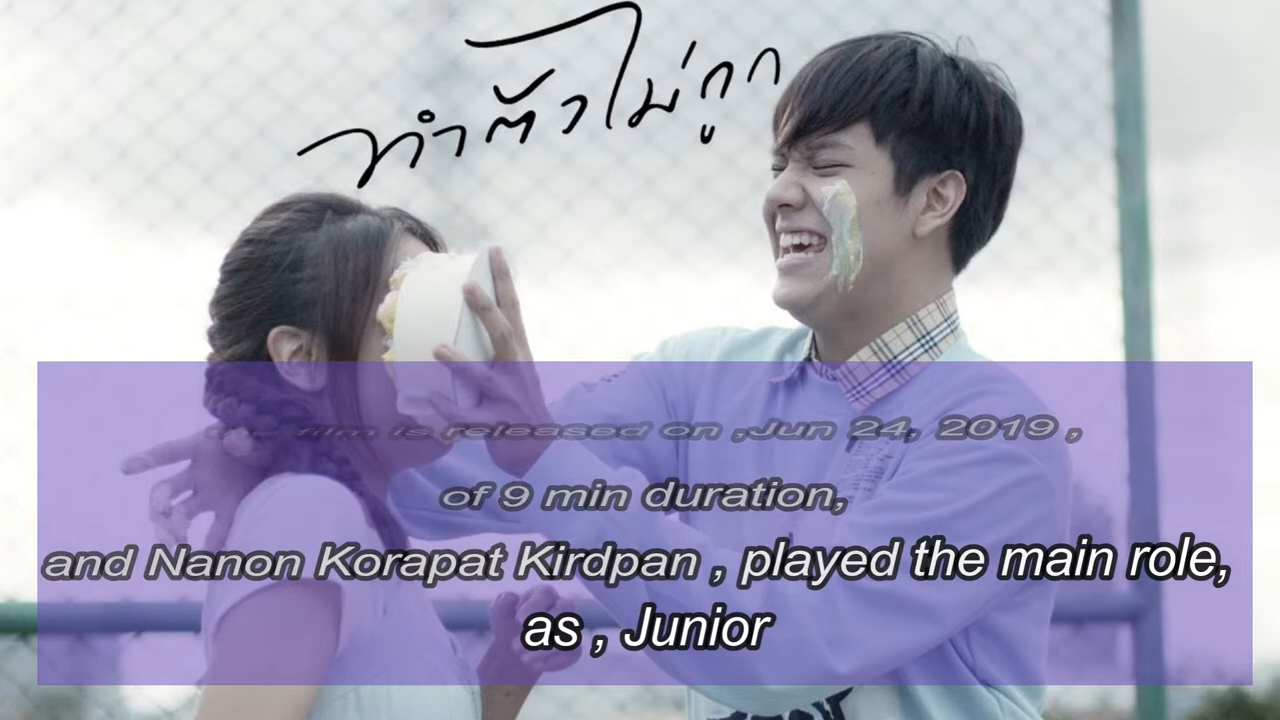 ทำตัวไม่ถูก
the film is released on ,Jun 24, 2019 ,
of 9 min duration,
and Nanon Korapat Kirdpan , played the main role,
as , Junior